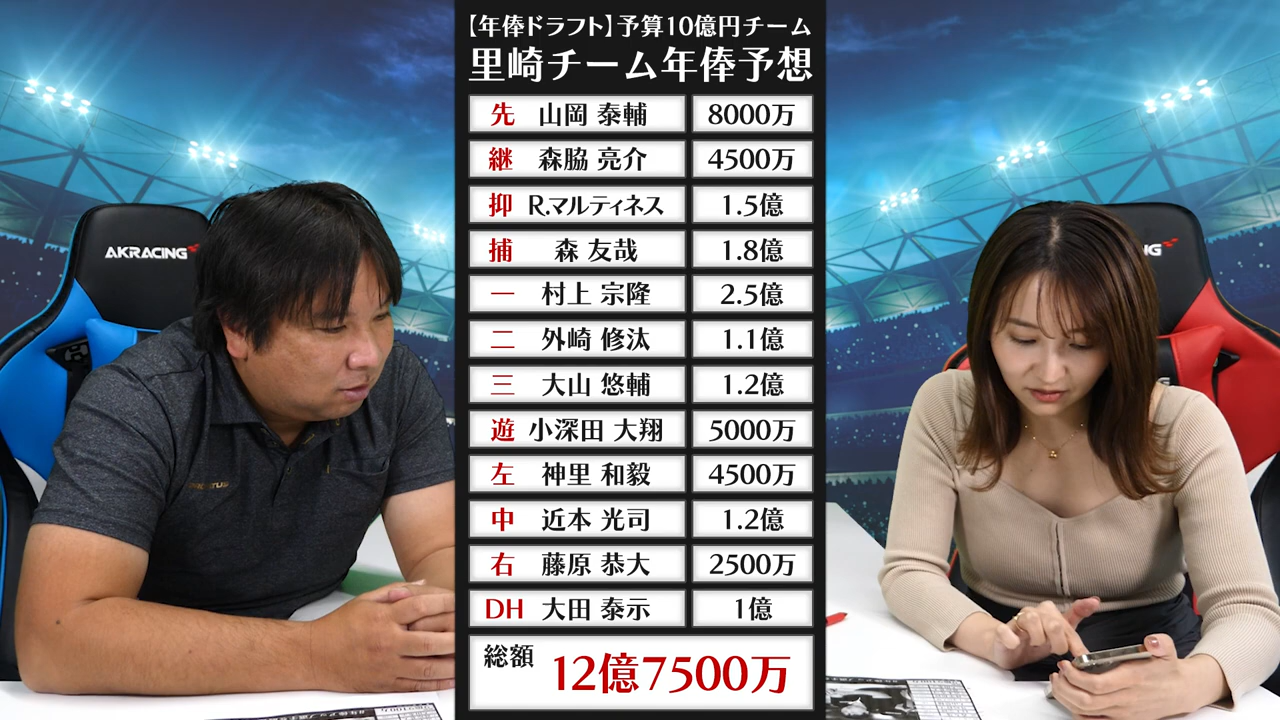 【年俸ドラフト】予算10億円チーム
里崎チーム年俸予想
先 山岡 泰輔 8000万
継 森脇 亮介 4500万
抑 R.マルティネス 1.5億
捕 森 友哉 1.8億
一 村上 宗隆 2.5億
二 外崎 修汰 1.1億
三 大山 悠輔 1.2億
遊 小深田 大翔 5000万
左 神里 和毅 4500万
中 近本 光司 1.2億
右 藤原 恭大 2500万
DH 大田 泰示 1億
総額 12億7500万
AKRACING
NG